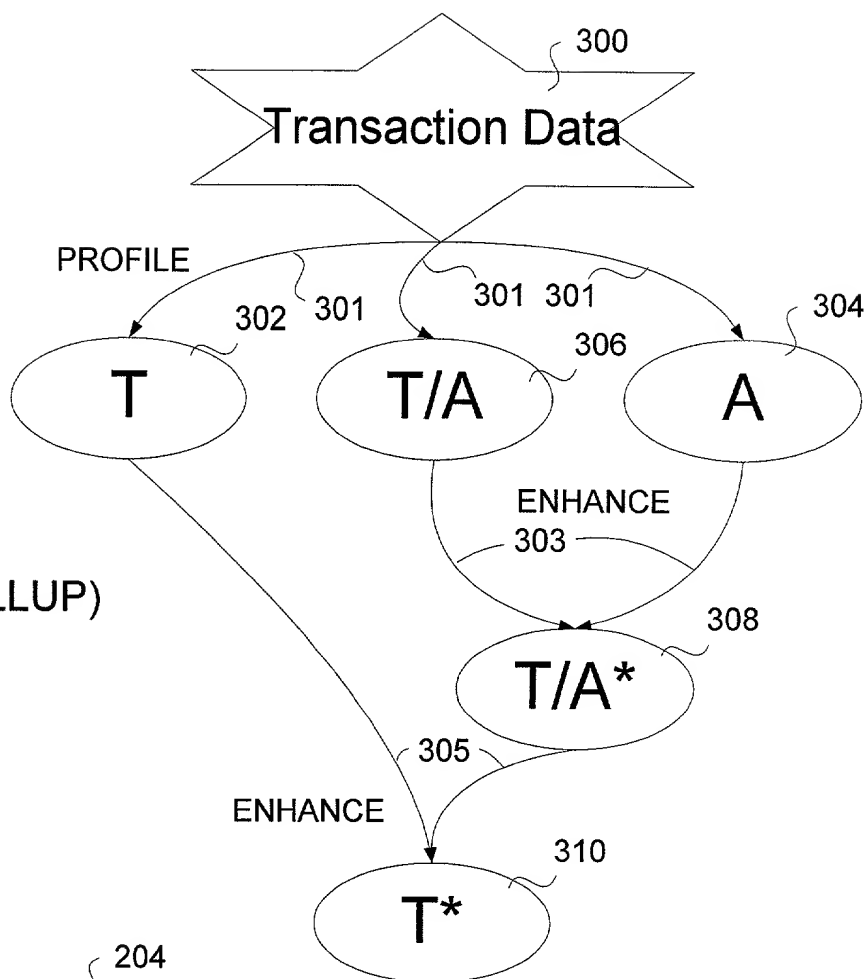 300
Transaction Data
PROFILE
301
301
301
302
306
304
T
T/A
A
ENHANCE
303
LLUP)
308
T/A*
305
ENHANCE
310
T*
204